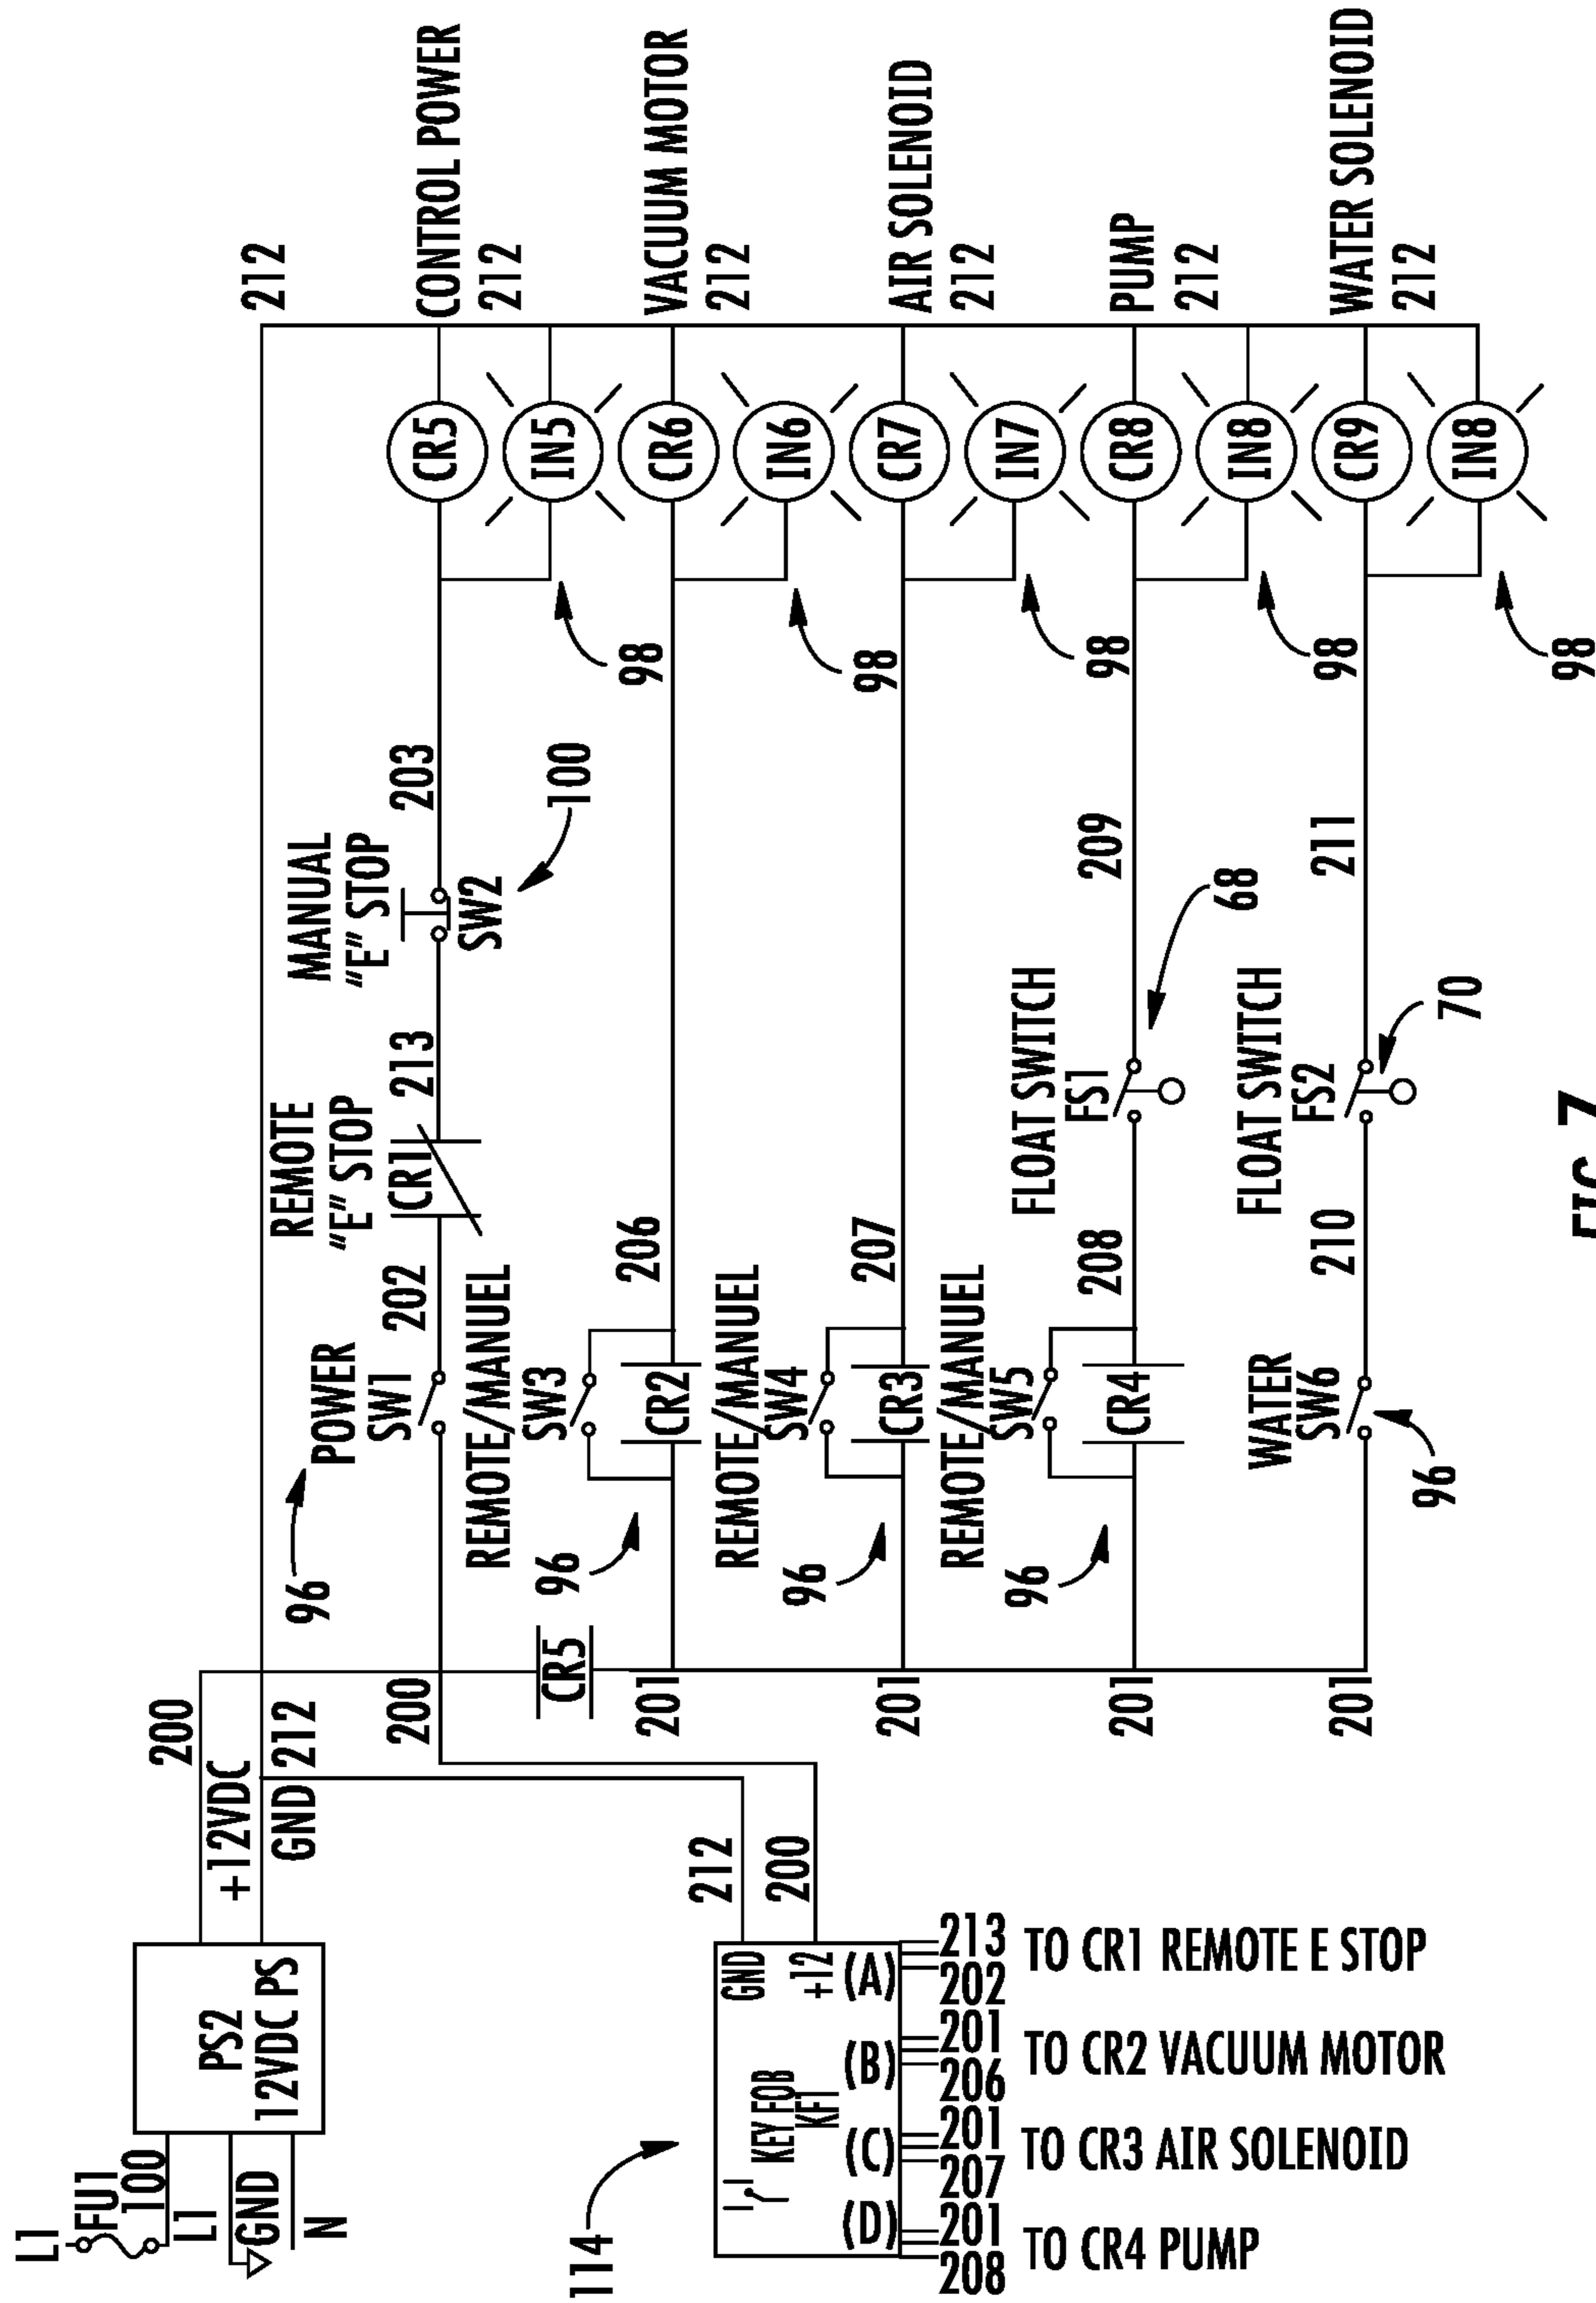 L1
FU1
100
L1
GND
N
PS2
12VDC PS
200
+12VDC
GND 212
212
96
POWER
SW1
200
202
REMOTE
"E" STOP
CR1
213
MANUAL
"E" STOP
SW2
100
203
CR5
CONTROL POWER
212
IN5
98
CR5
201
96
REMOTE/MANUEL
SW3
CR2
206
CR6
VACUUM MOTOR
212
IN6
98
201
96
REMOTE/MANUEL
SW4
CR3
207
CR7
AIR SOLENOID
212
IN7
98
201
96
REMOTE/MANUEL
SW5
CR4
208
FLOAT SWITCH
FS1
68
209
CR8
PUMP
212
IN8
98
201
WATER
SW6
96
210
FLOAT SWITCH
FS2
70
211
CR9
WATER SOLENOID
212
IN8
98
114
212
200
GND
+12
KEY FOB
KF1
(A)
(B)
(C)
(D)
213
202
TO CR1 REMOTE E STOP
201
206
TO CR2 VACUUM MOTOR
201
207
TO CR3 AIR SOLENOID
201
208
TO CR4 PUMP